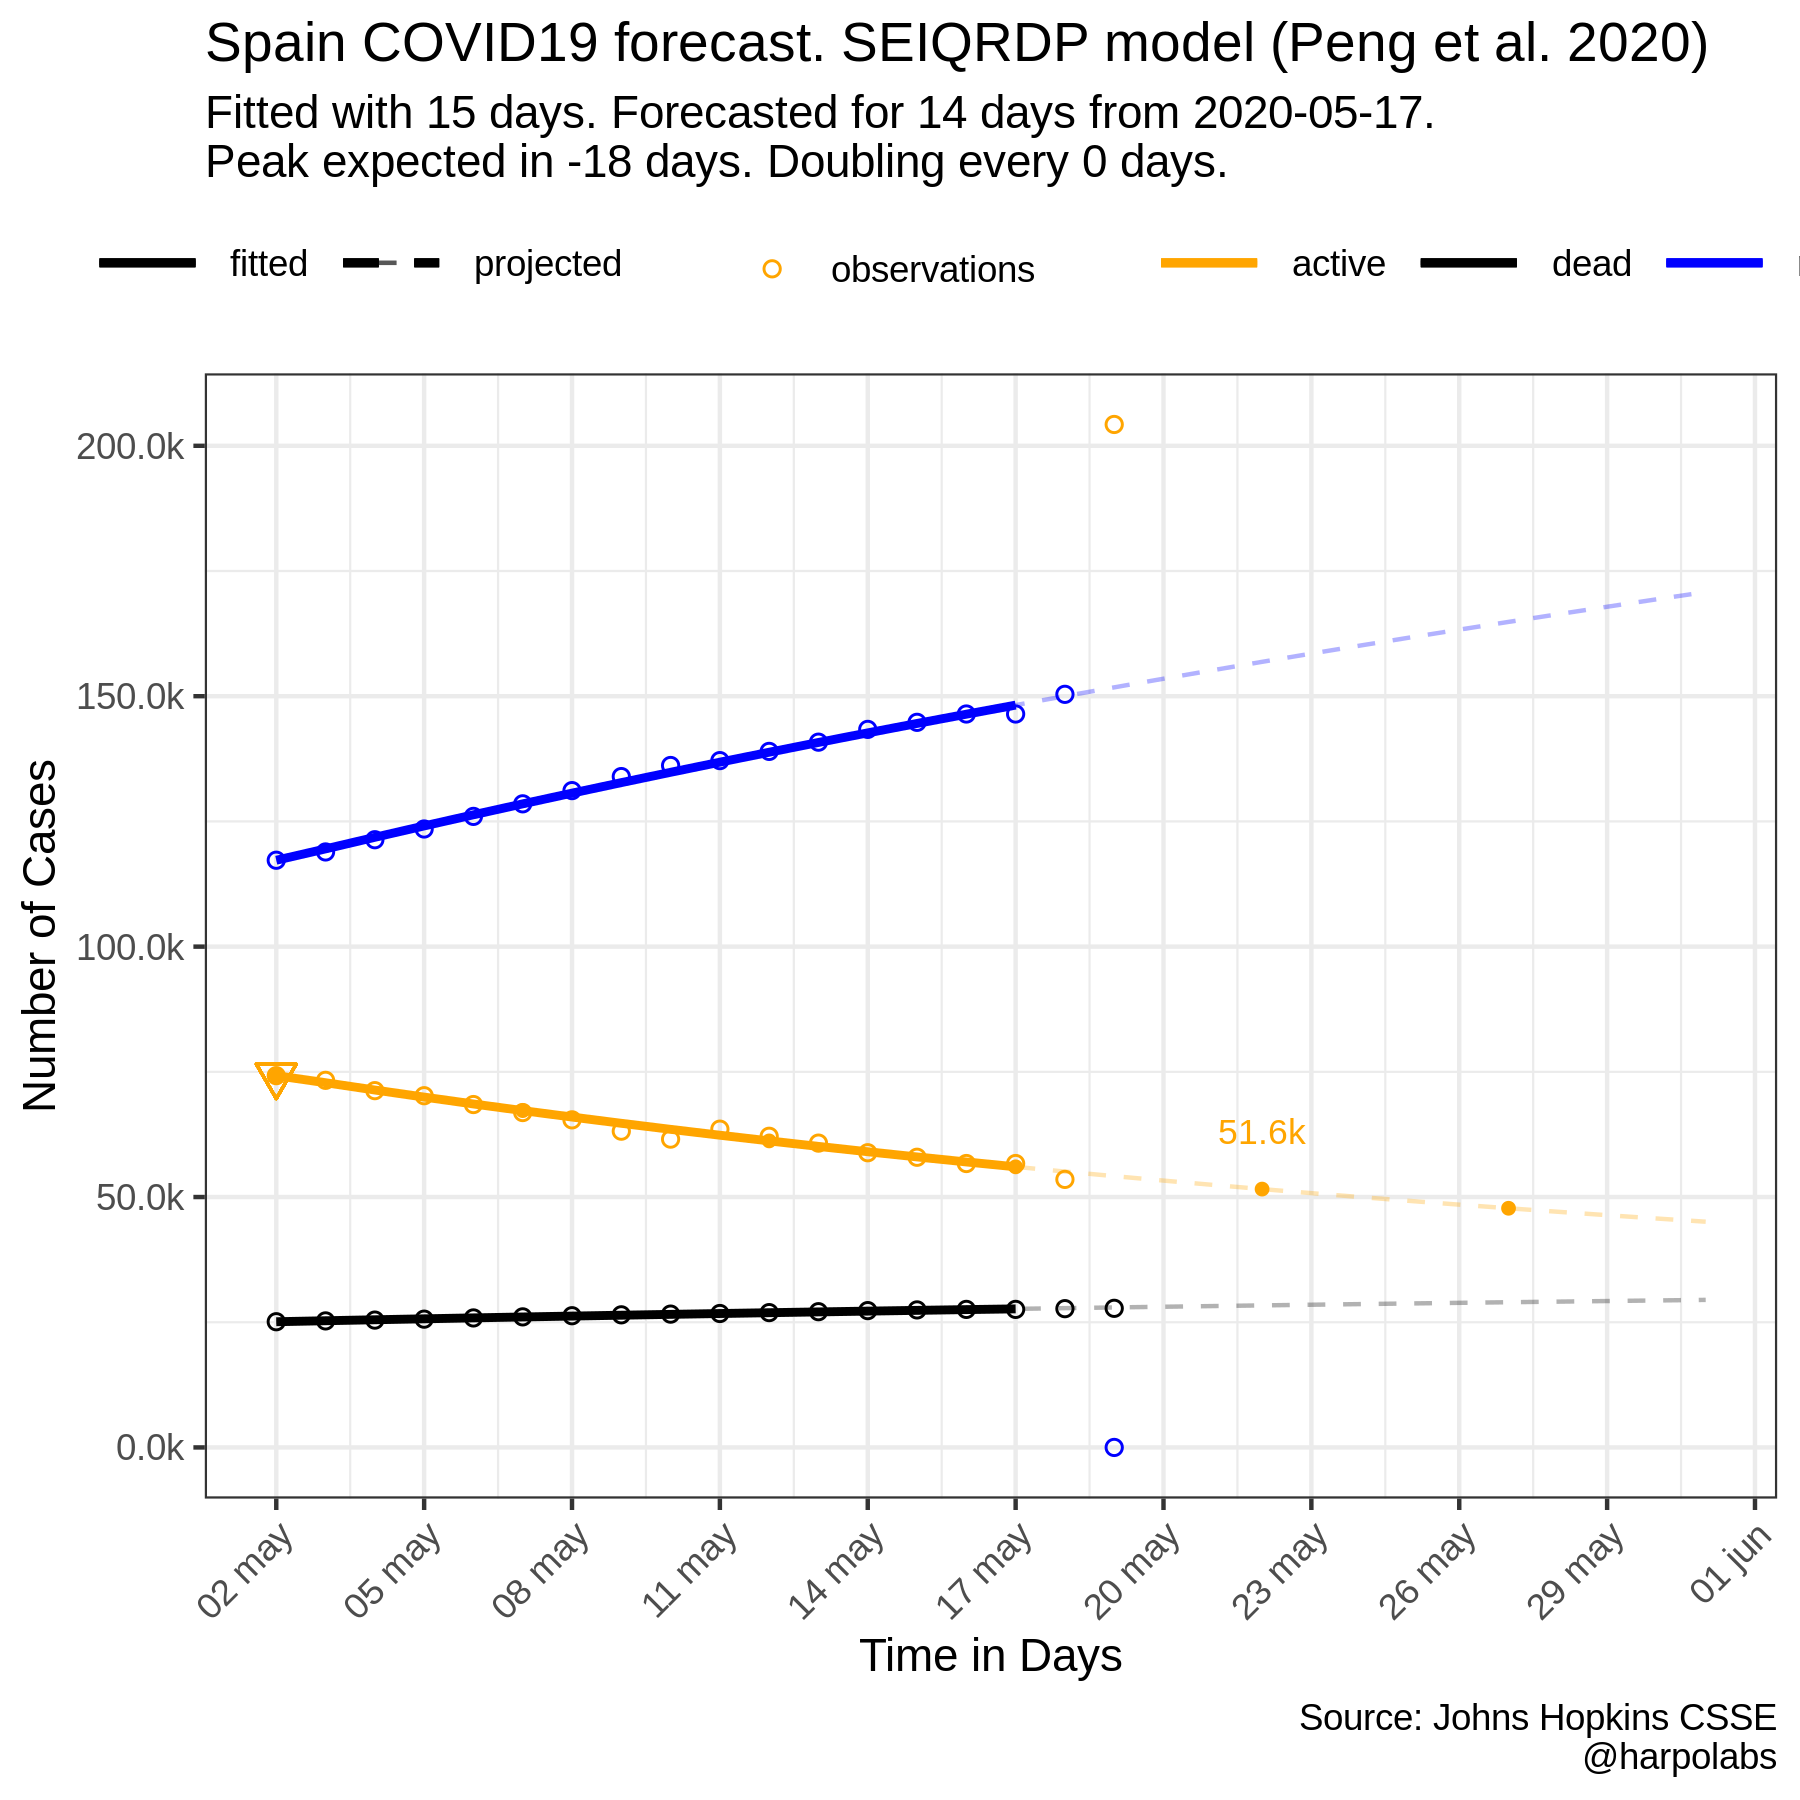 Spain COVID19 forecast. SEIQRDP model (Peng et al. 2020)
Fitted with 15 days. Forecasted for 14 days from 2020-05-17.
Peak expected in -18 days. Doubling every 0 days.
fitted projected observations active dead
200.0k
150.0k
100.0k
50.0k
0.0k
Number of Cases
51.6k
02 may 05 may 08 may 11 may 14 may 17 may 20 may 23 may 26 may 29 may 01 jun
Time in Days
Source: Johns Hopkins CSSE
@harpolabs